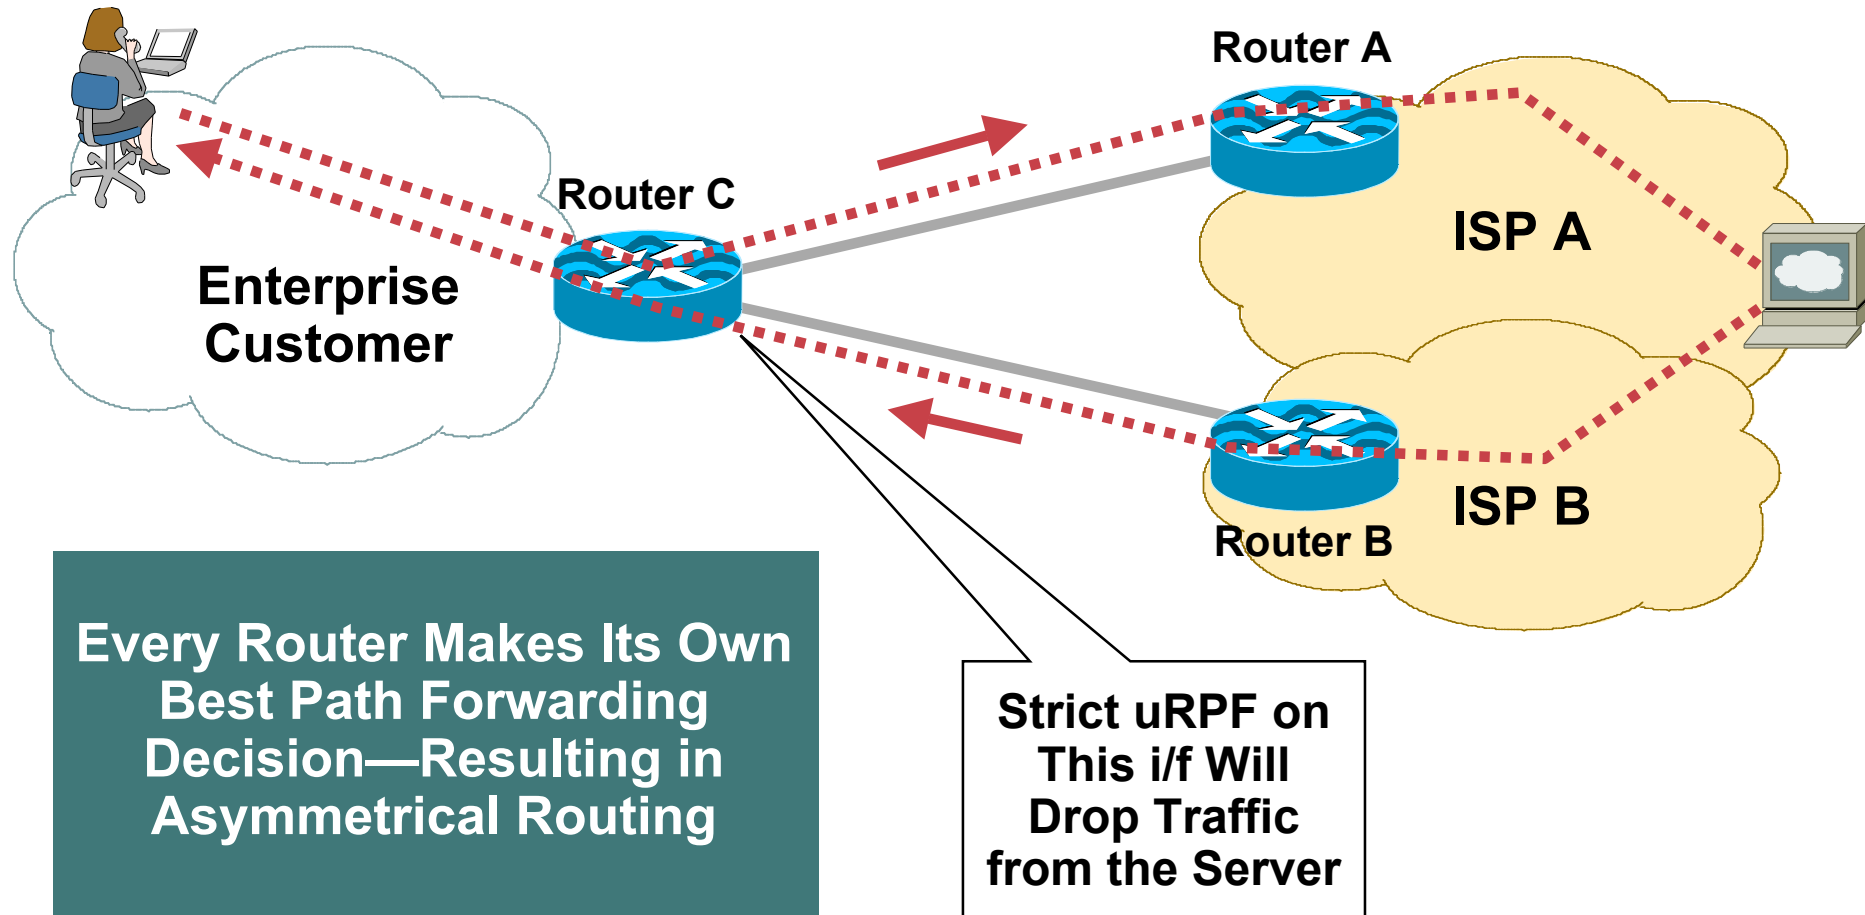 Router A
Router C
ISP A
Enterprise
Customer
ISP B
Router B
Every Router Makes Its Own
Best Path Forwarding
Decision—Resulting in
Asymmetrical Routing
Strict uRPF on
This i/f Will
Drop Traffic
from the Server